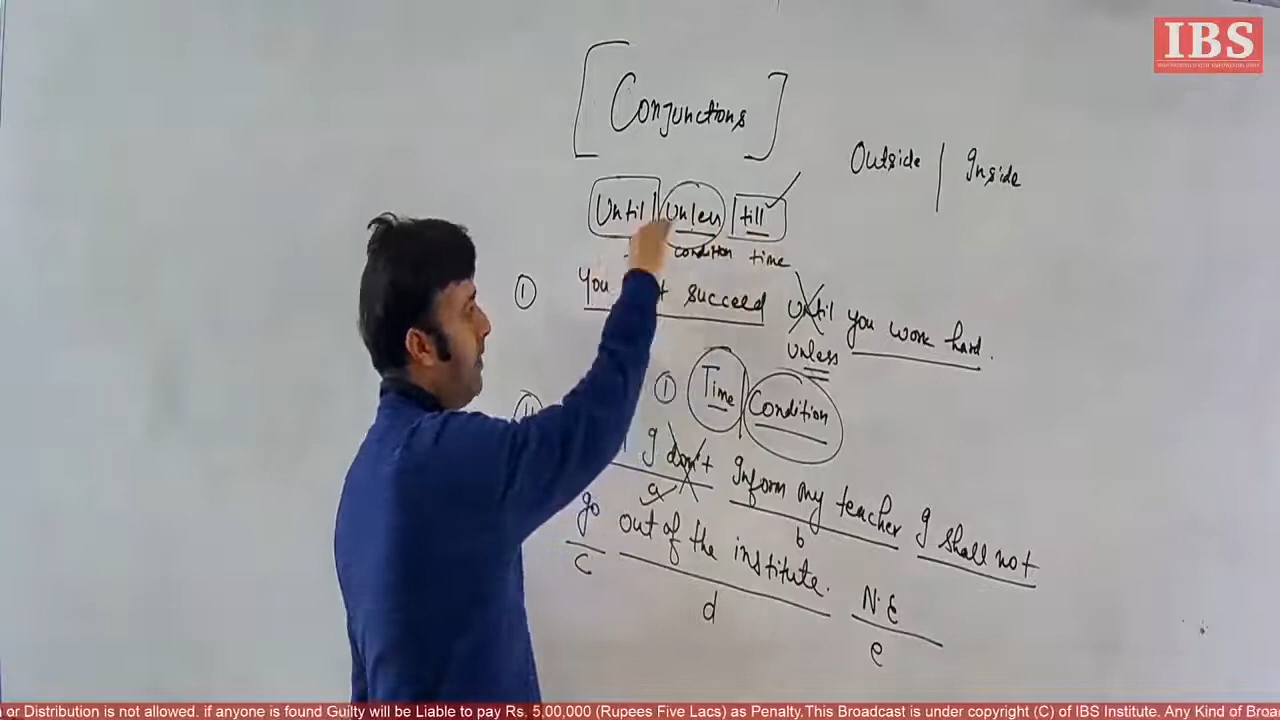 IBS
[Conjunctions]
Outside | Inside
Until Unless till
condition time
① You succeed until you work hard.
unless
① Time Condition
I don't inform my teacher I shall not
a b
go out of the institute. N.E
c d e
n or Distribution is not allowed. if anyone is found Guilty will be Liable to pay Rs. 5,00,000 (Rupees Five Lacs) as Penalty.This Broadcast is under copyright (C) of IBS Institute. Any Kind of Broa